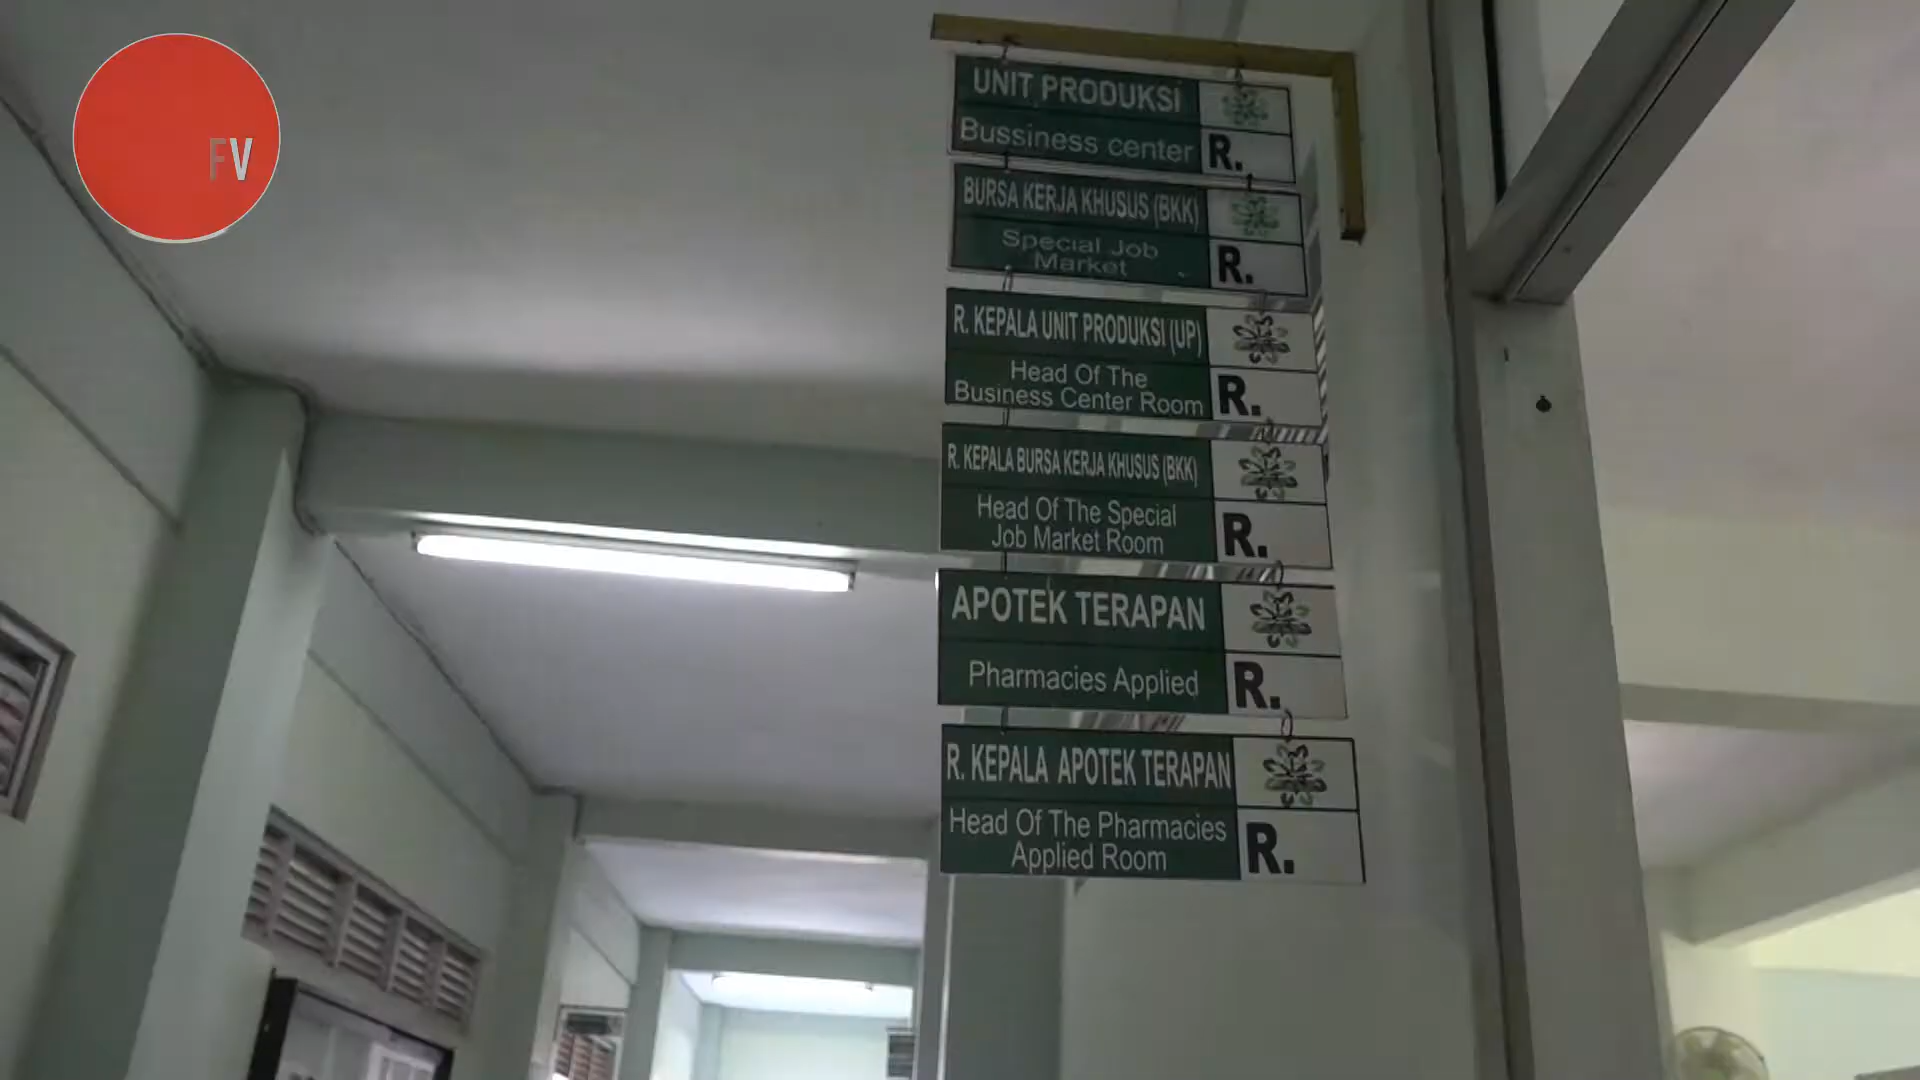 FV
UNIT PRODUKSI
Bussiness center
R.
BURSA KERJA KHUSUS (BKK)
Special Job
Market
R.
R. KEPALA UNIT PRODUKSI (UP)
Head Of The
Business Center Room
R.
R. KEPALA BURSA KERJA KHUSUS (BKK)
Head Of The Special
Job Market Room
R.
APOTEK TERAPAN
Pharmacies Applied
R.
R. KEPALA APOTEK TERAPAN
Head Of The Pharmacies
Applied Room
R.